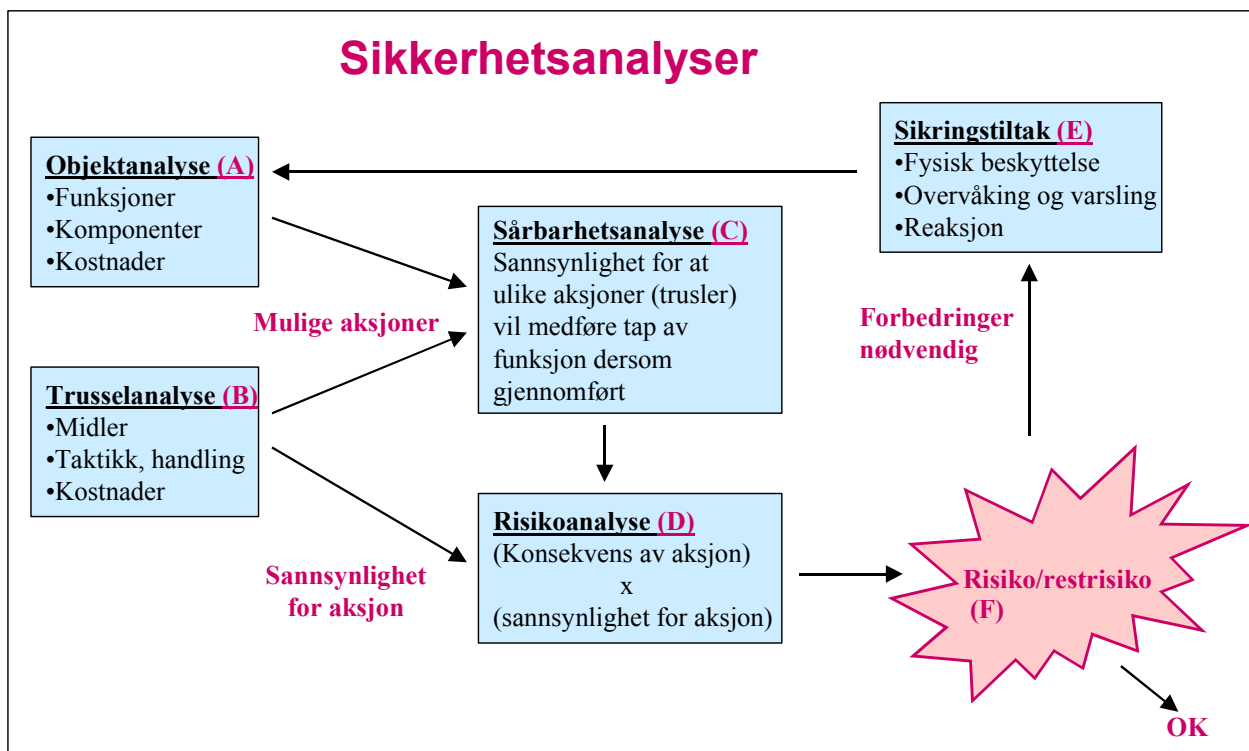 Sikkerhetsanalyser
Objektanalyse (A)
•Funksjoner
•Komponenter
•Kostnader
Mulige aksjoner
Trusselanalyse (B)
•Midler
•Taktikk, handling
•Kostnader
Sannsynlighet
for aksjon
Sårbarhetsanalyse (C)
Sannsynlighet for at
ulike aksjoner (trusler)
vil medføre tap av
funksjon dersom
gjennomført
Risikoanalyse (D)
(Konsekvens av aksjon)
x
(sannsynlighet for aksjon)
Sikringstiltak (E)
•Fysisk beskyttelse
•Overvåking og varsling
•Reaksjon
Forbedringer
nødvendig
Risiko/restrisiko
(F)
OK